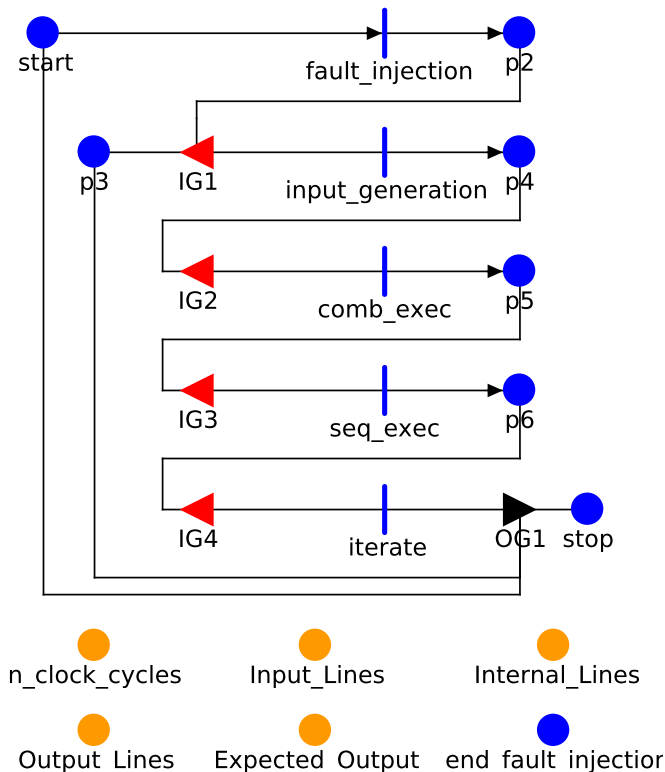 start
fault_injection
p2
p3
IG1
input_generation
p4
IG2
comb_exec
p5
IG3
seq_exec
p6
IG4
iterate
OG1
stop
n_clock_cycles
Input_Lines
Internal_Lines
Output_Lines
Expected_Output
end_fault_injection